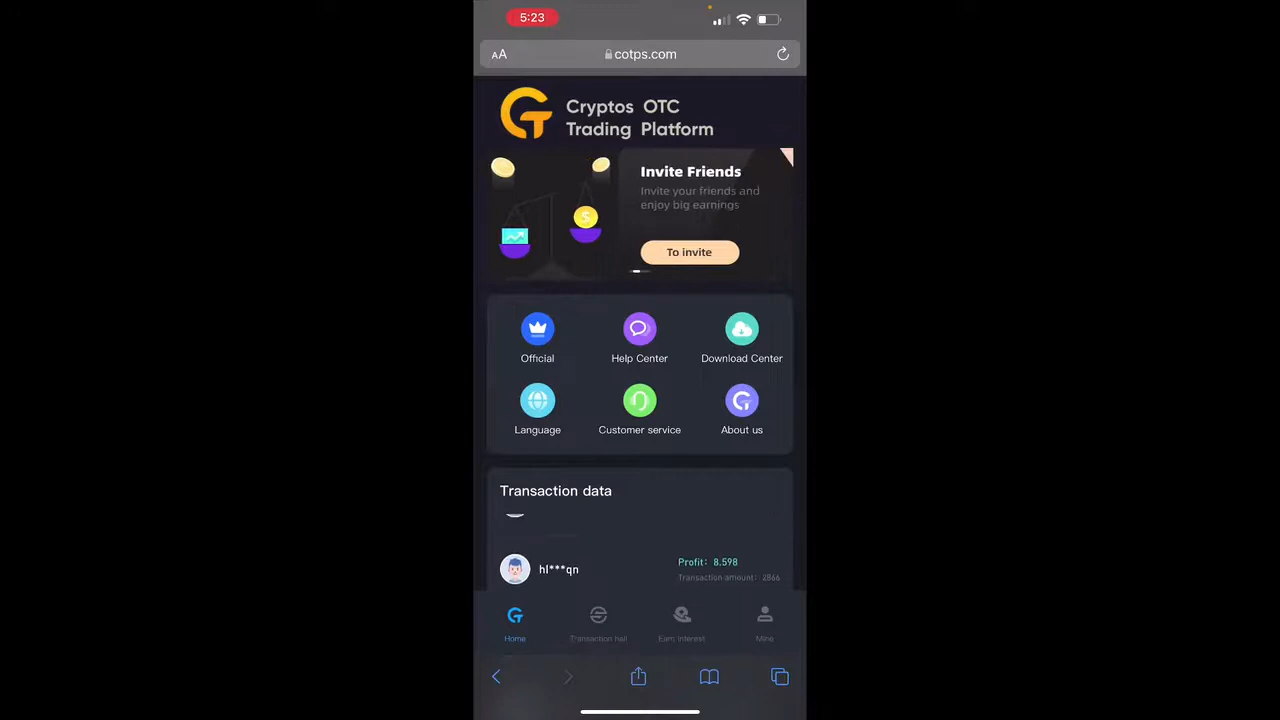 5:23
AA
cotps.com
Cryptos OTC
Trading Platform
Invite Friends
Invite your friends and
enjoy big earnings
To invite
Official
Help Center
Download Center
Language
Customer service
About us
Transaction data
hl***qn
Profit: 8.598
Transaction amount: 2866
Home
Transaction hall
Earn interest
Mine